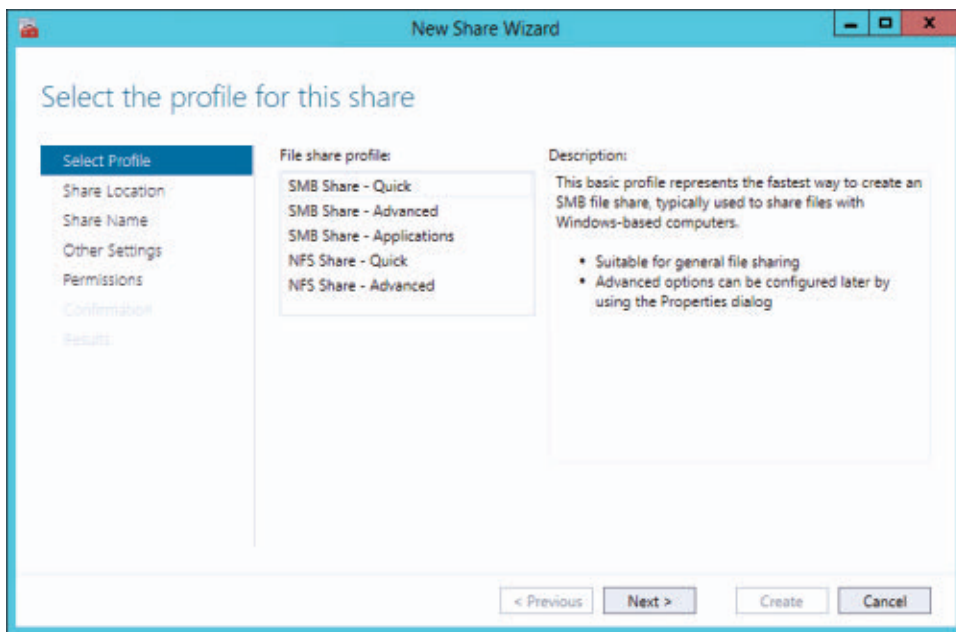 New Share Wizard
Select the profile for this share
Select Profile
Share Location
Share Name
Other Settings
Permissions
Confirmation
Results
File share profile:
SMB Share - Quick
SMB Share - Advanced
SMB Share - Applications
NFS Share - Quick
NFS Share - Advanced
Description:
This basic profile represents the fastest way to create an
SMB file share, typically used to share files with
Windows-based computers.
• Suitable for general file sharing
• Advanced options can be configured later by
using the Properties dialog
< Previous
Next >
Create
Cancel